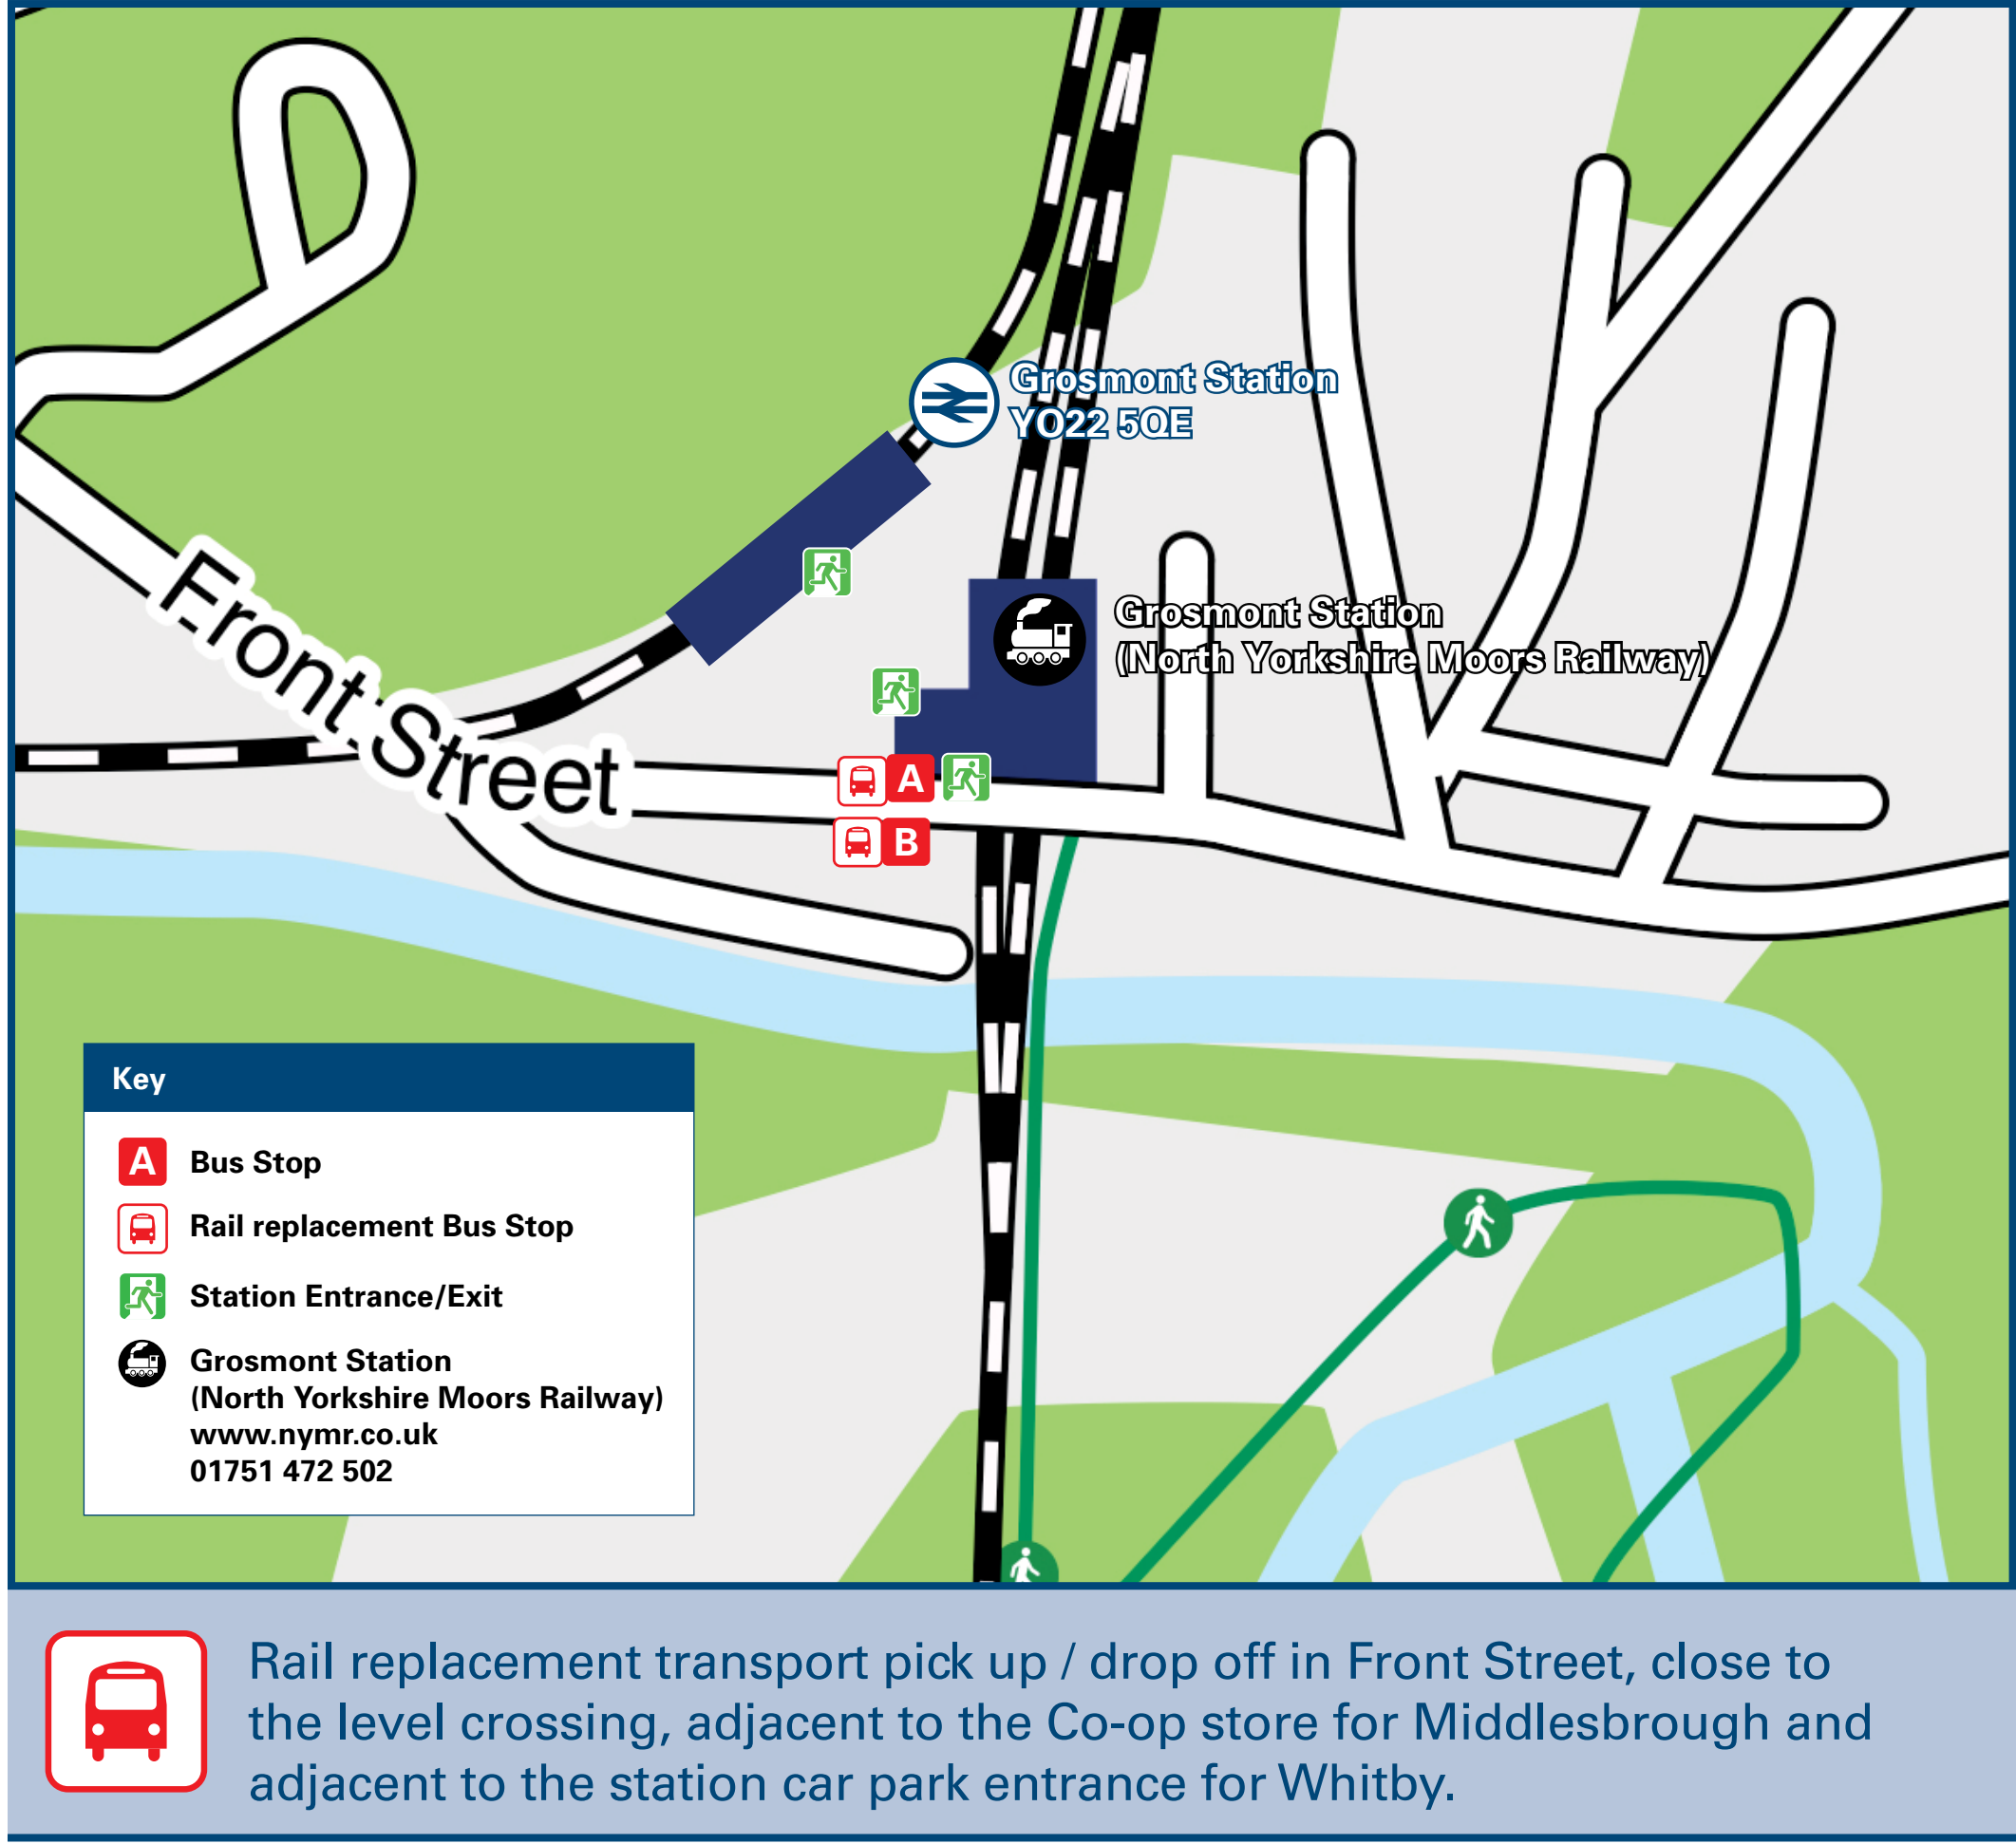 Grosmont Station
YO22 5QE
Front Street
Grosmont Station
(North Yorkshire Moors Railway)
A
B
Key
A Bus Stop
Rail replacement Bus Stop
Station Entrance/Exit
Grosmont Station
(North Yorkshire Moors Railway)
www.nymr.co.uk
01751 472 502
Rail replacement transport pick up / drop off in Front Street, close to
the level crossing, adjacent to the Co-op store for Middlesbrough and
adjacent to the station car park entrance for Whitby.